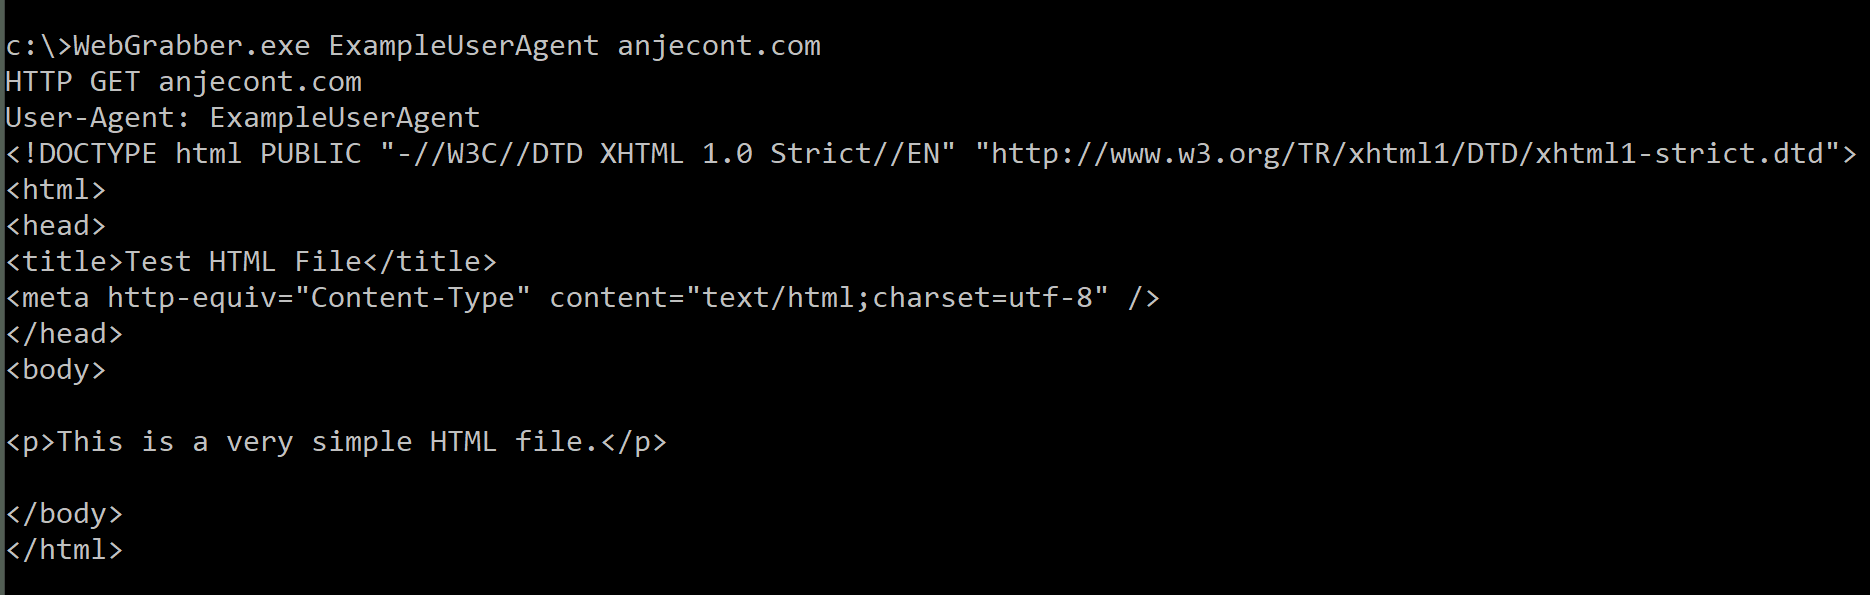 c:\>WebGrabber.exe ExampleUserAgent anjecont.com
HTTP GET anjecont.com
User-Agent: ExampleUserAgent
<!DOCTYPE html PUBLIC "-//W3C//DTD XHTML 1.0 Strict//EN" "http://www.w3.org/TR/xhtml1/DTD/xhtml1-strict.dtd">
<html>
<head>
<title>Test HTML File</title>
<meta http-equiv="Content-Type" content="text/html;charset=utf-8" />
</head>
<body>
<p>This is a very simple HTML file.</p>
</body>
</html>